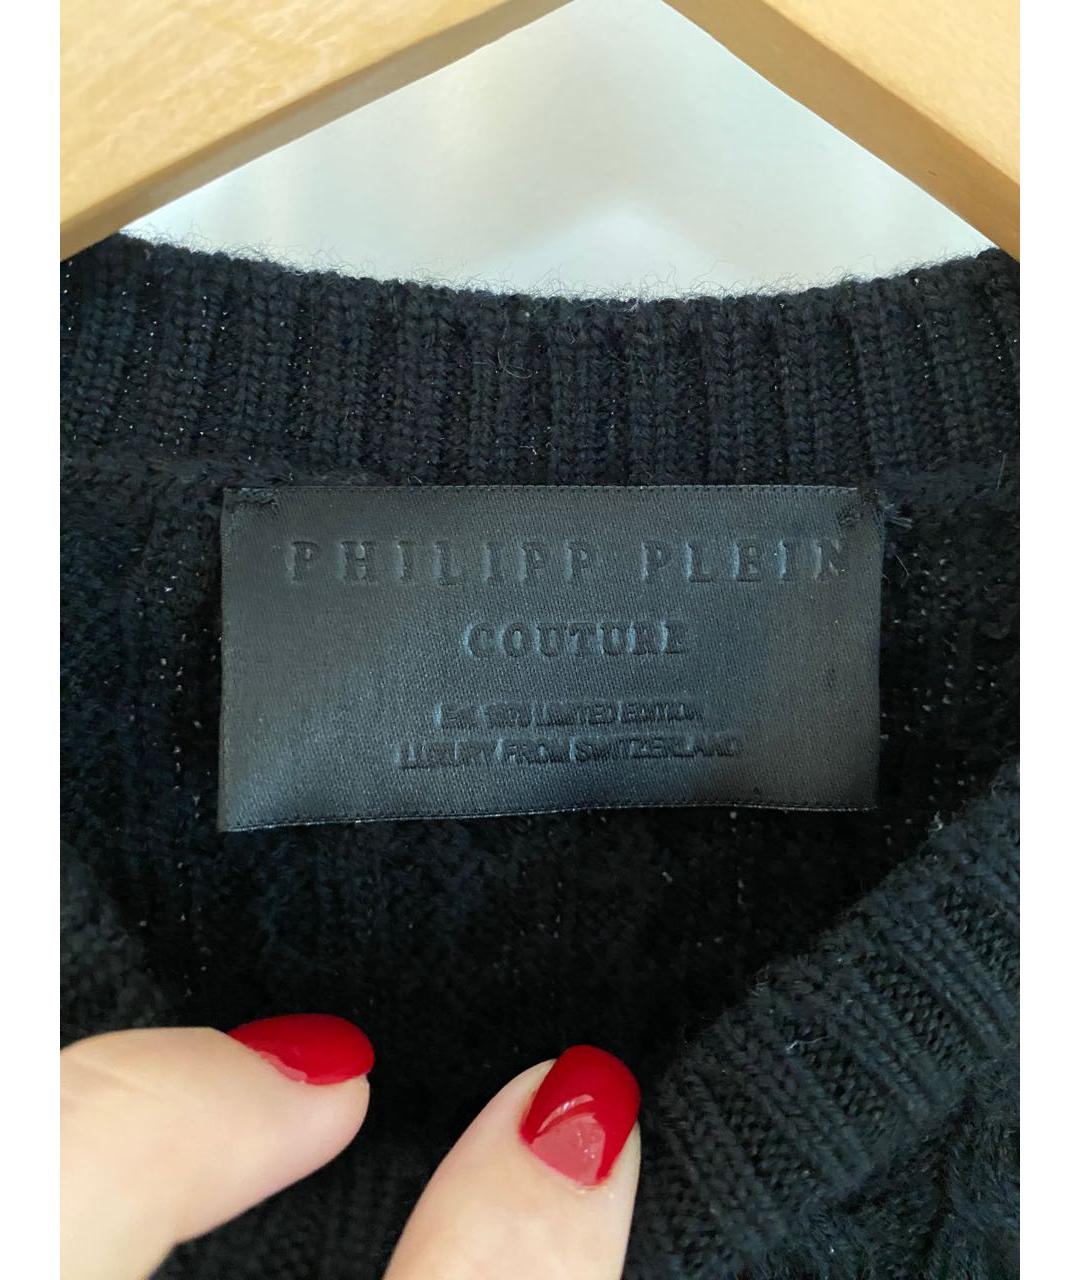 PHILIPP PLEIN
COUTURE
Est. 1978 LIMITED EDITION
LUXURY FROM SWITZERLAND